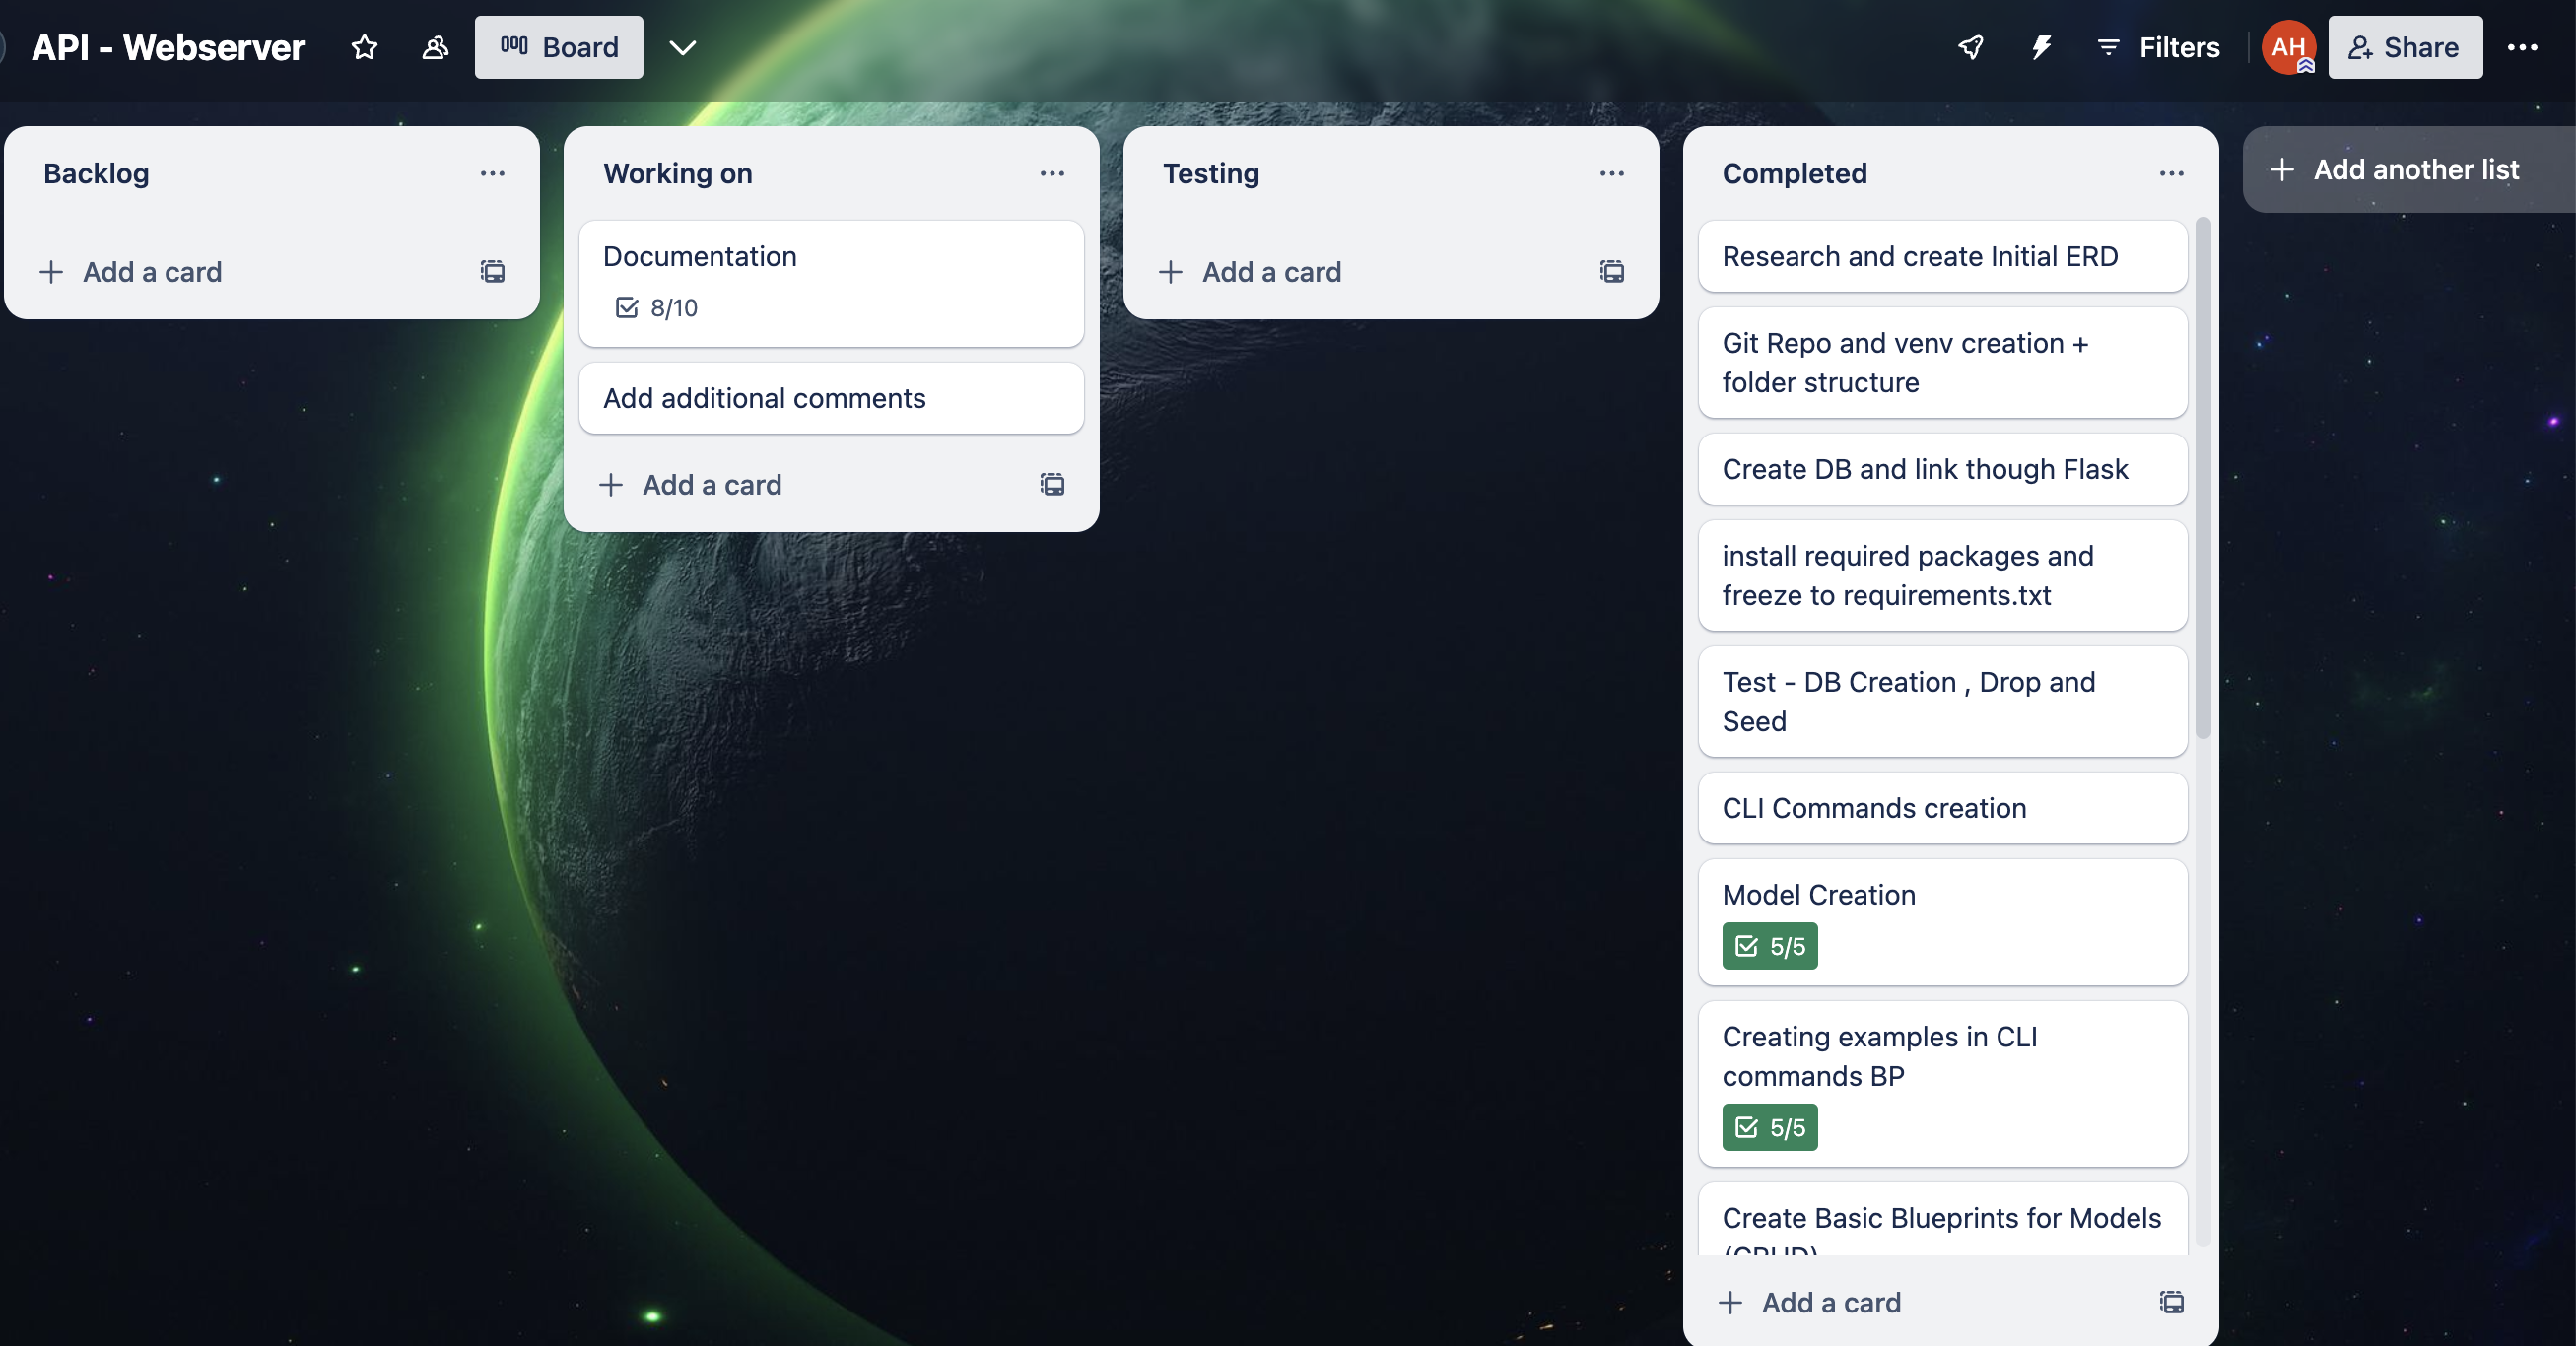 API - Webserver
Board
Filters
AH
Share
Backlog
Add a card
Working on
Documentation
8/10
Add additional comments
Add a card
Testing
Add a card
Completed
Research and create Initial ERD
Git Repo and venv creation +
folder structure
Create DB and link though Flask
install required packages and
freeze to requirements.txt
Test - DB Creation , Drop and
Seed
CLI Commands creation
Model Creation
5/5
Creating examples in CLI
commands BP
5/5
Create Basic Blueprints for Models
(CRUD)
Add a card
Add another list